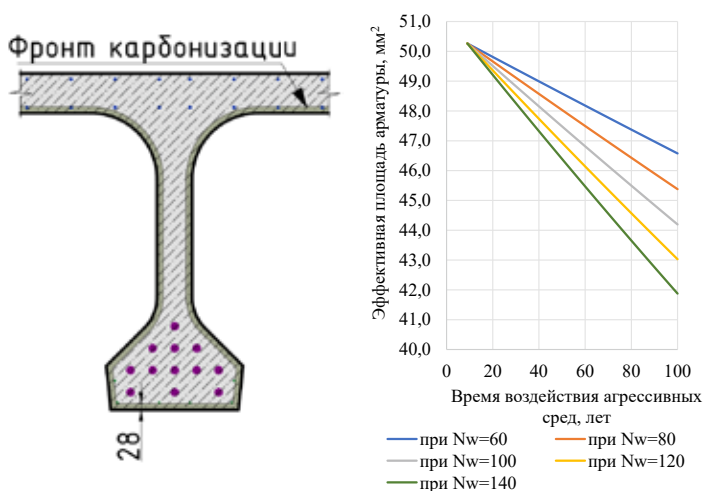 Фронт карбонизации
28
Эффективная площадь арматуры, мм²
51,0
50,0
49,0
48,0
47,0
46,0
45,0
44,0
43,0
42,0
41,0
40,0
0 20 40 60 80 100
Время воздействия агрессивных
сред, лет
при Nw=60 при Nw=80
при Nw=100 при Nw=120
при Nw=140